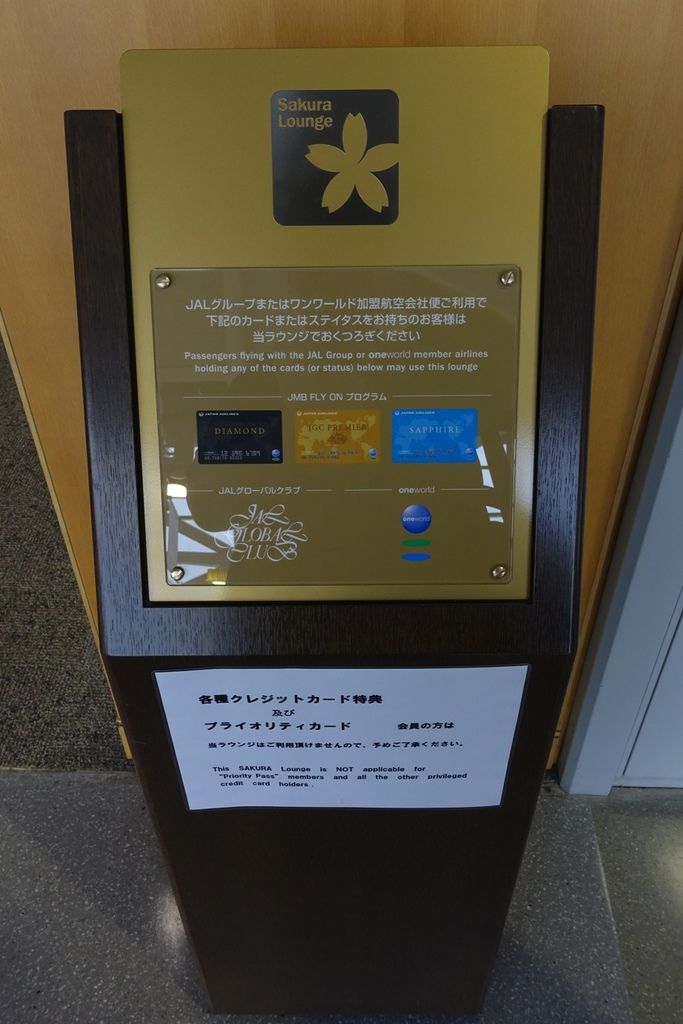 Sakura
Lounge
JALグループまたはワンワールド加盟航空会社便ご利用で
下記のカードまたはステイタスをお持ちのお客様は
当ラウンジでおくつろぎください
Passengers flying with the JAL Group or oneworld member airlines
holding any of the cards (or status) below may use this lounge
JMB FLY ON プログラム
JAPAN AIRLINES JAPAN AIRLINES JAPAN AIRLINES
DIAMOND JGC PREMIER SAPPHIRE
JALグローバルクラブ oneworld
JAL
GLOBAL
CLUB
oneworld
各種クレジットカード特典
及び
プライオリティカード 会員の方は
当ラウンジはご利用頂けませんので、予めご了承ください。
This SAKURA Lounge is NOT applicable for
"Priority Pass" members and all the other privileged
credit card holders.